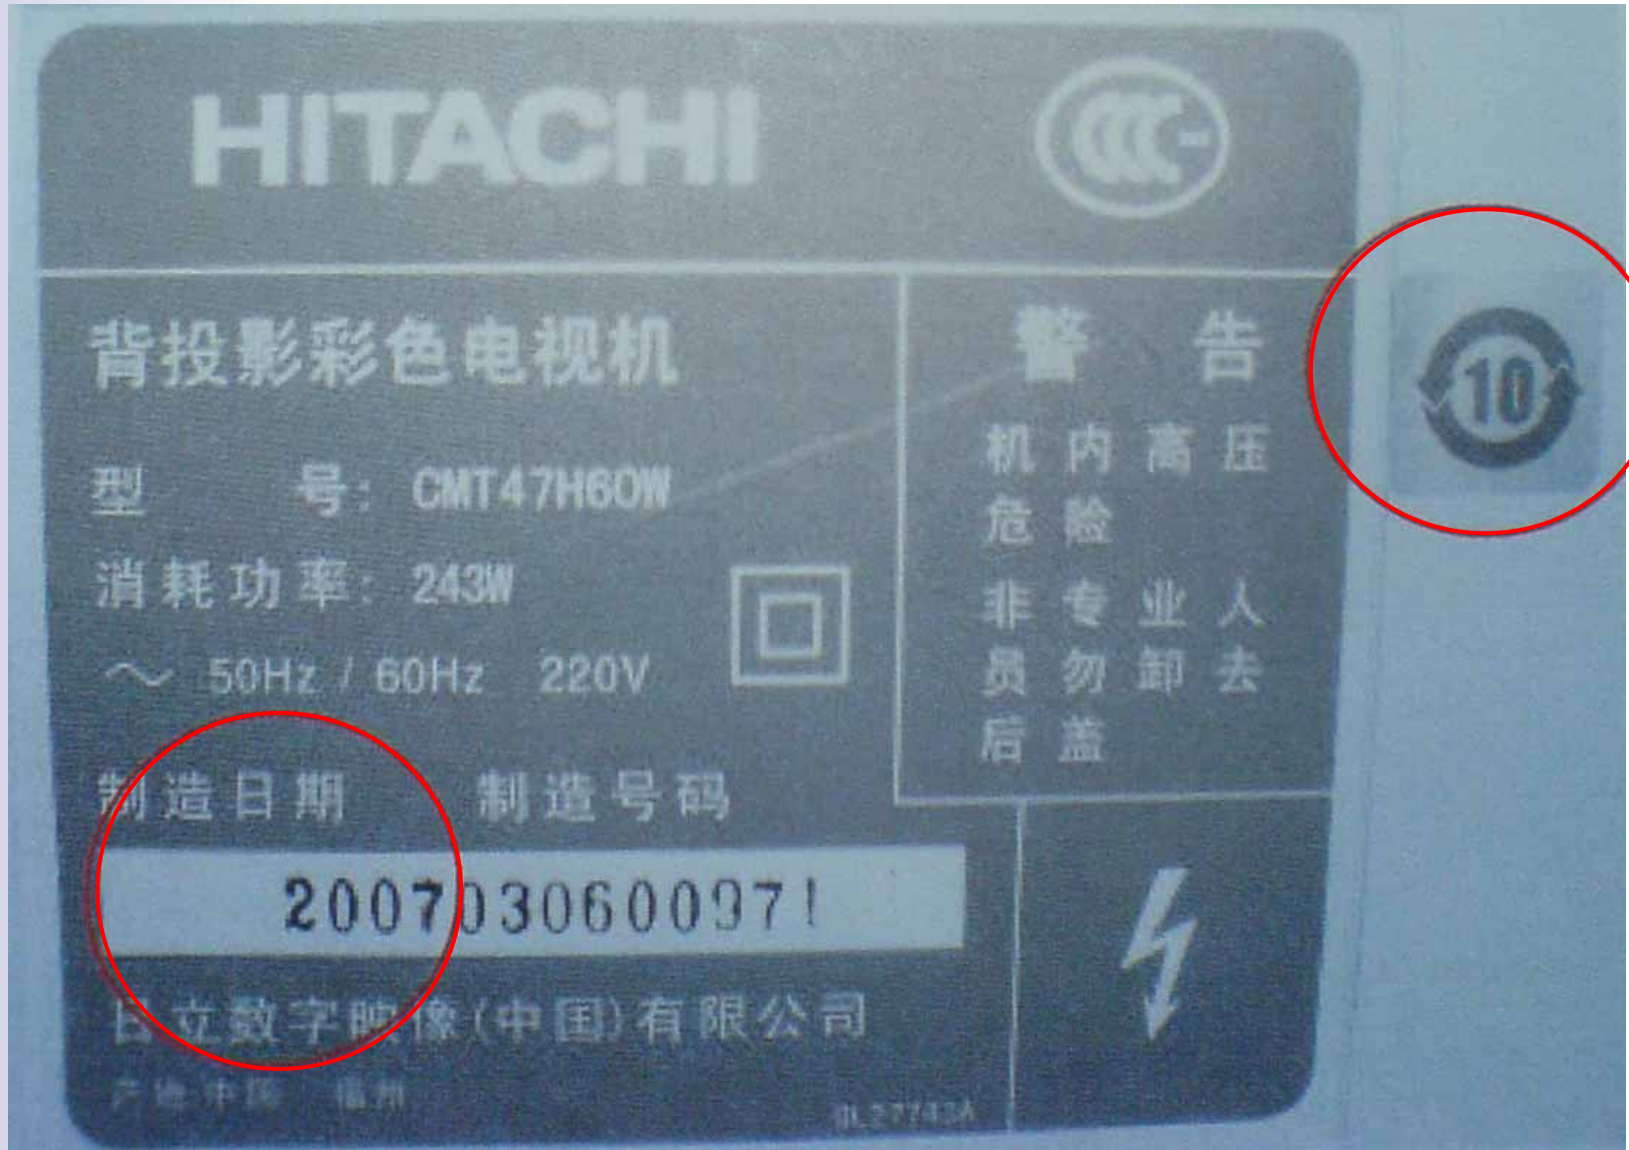 HITACHI
背投影彩色电视机
型 号: CMT47H60W
消耗功率: 243W
～ 50Hz / 60Hz 220V
制造日期 制造号码
2007030600971
日立数字映像(中国)有限公司
产地 中国 福州
警 告
机内高压
危险
非专业人
员勿卸去
后盖
10